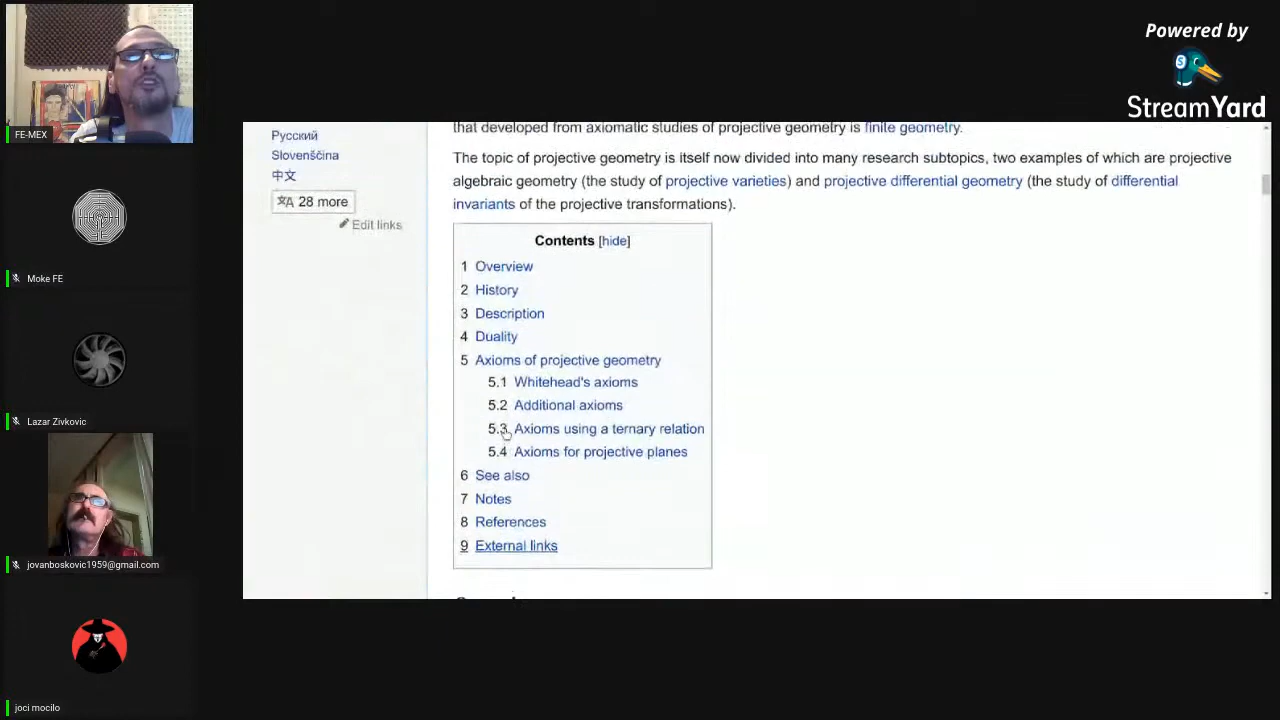 Powered by
StreamYard
FE-MEX
Moke FE
Lazar Zivkovic
jovanboskovic1959@gmail.com
joci mocilo
Русский
Slovenščina
中文
28 more
Edit links
that developed from axiomatic studies of projective geometry is finite geometry.
The topic of projective geometry is itself now divided into many research subtopics, two examples of which are projective
algebraic geometry (the study of projective varieties) and projective differential geometry (the study of differential
invariants of the projective transformations).
Contents [hide]
1 Overview
2 History
3 Description
4 Duality
5 Axioms of projective geometry
5.1 Whitehead's axioms
5.2 Additional axioms
5.3 Axioms using a ternary relation
5.4 Axioms for projective planes
6 See also
7 Notes
8 References
9 External links